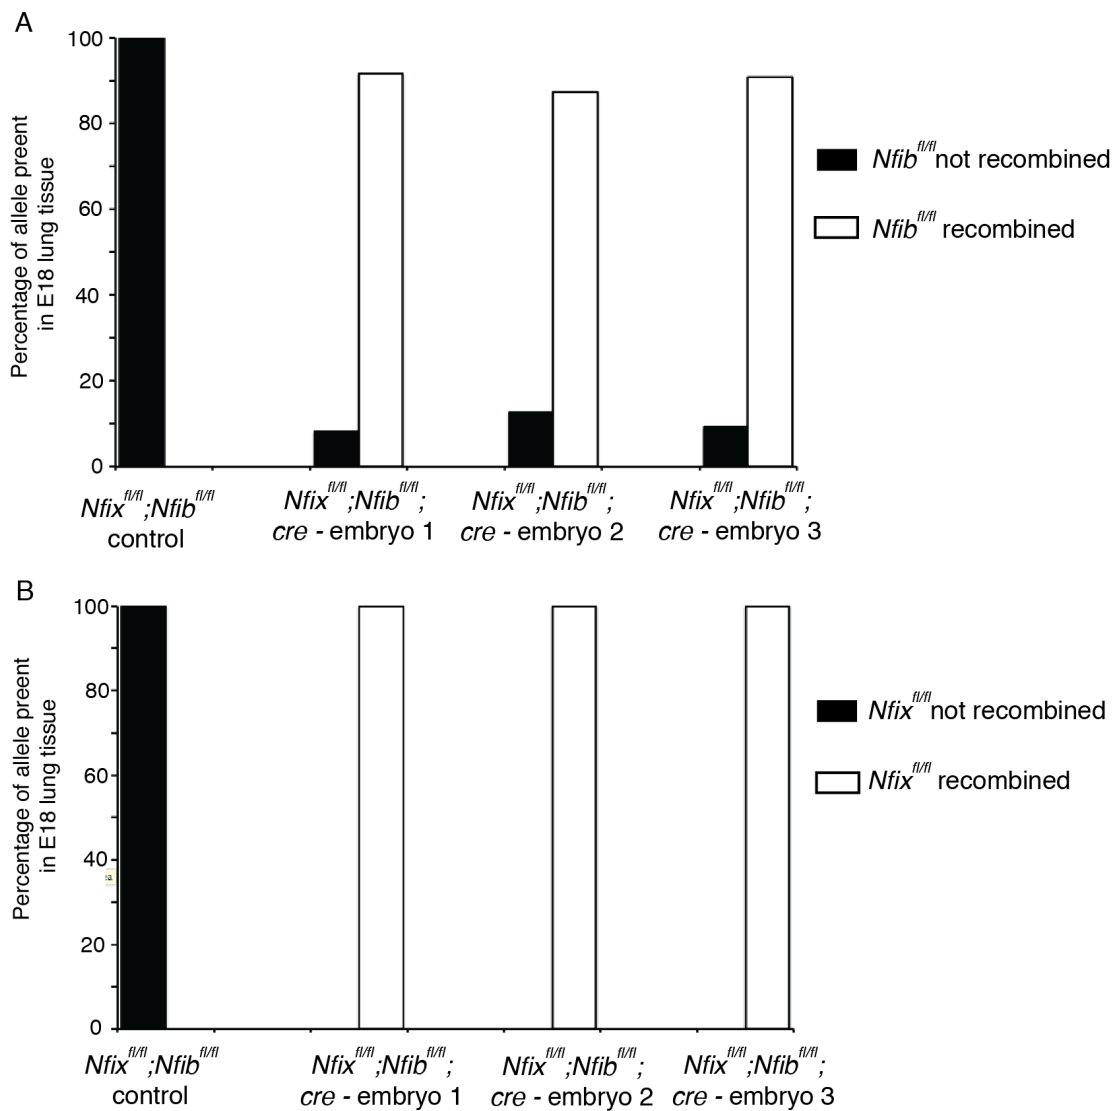 A
100
80
60
40
20
0
Percentage of allele preent
in E18 lung tissue
Nfib fl/fl not recombined
Nfib fl/fl recombined
Nfix fl/fl ;Nfib fl/fl
control
Nfix fl/fl ;Nfib fl/fl ;
cre - embryo 1
Nfix fl/fl ;Nfib fl/fl ;
cre - embryo 2
Nfix fl/fl ;Nfib fl/fl ;
cre - embryo 3
B
100
80
60
40
20
0
Percentage of allele preent
in E18 lung tissue
Nfix fl/fl not recombined
Nfix fl/fl recombined
Nfix fl/fl ;Nfib fl/fl
control
Nfix fl/fl ;Nfib fl/fl ;
cre - embryo 1
Nfix fl/fl ;Nfib fl/fl ;
cre - embryo 2
Nfix fl/fl ;Nfib fl/fl ;
cre - embryo 3